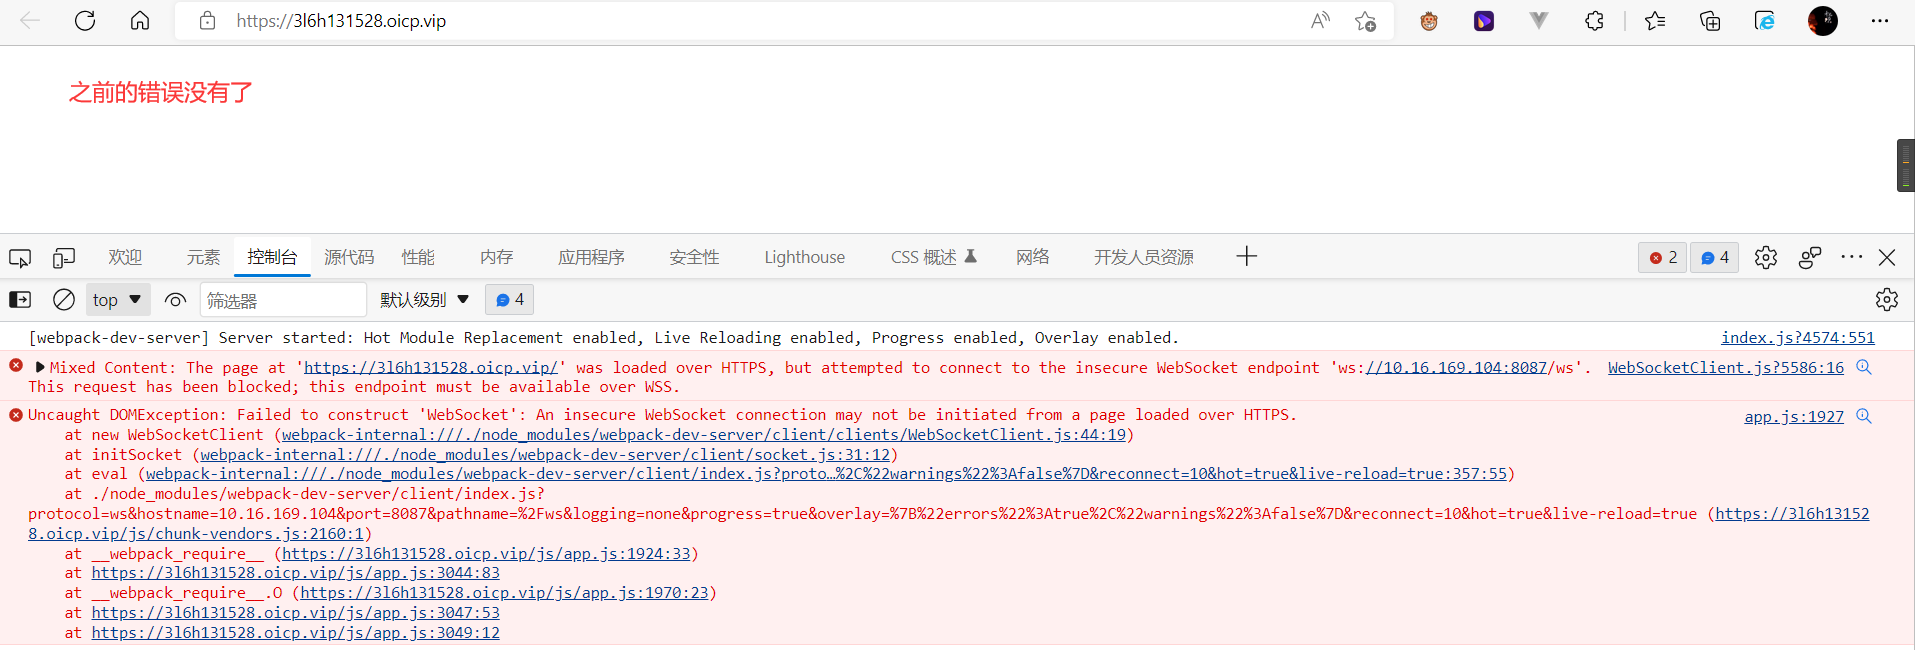 https://3l6h131528.oicp.vip
之前的错误没有了
欢迎 元素 控制台 源代码 性能 内存 应用程序 安全性 Lighthouse CSS 概述 网络 开发人员资源 2 4
top 筛选器 默认级别 4
[webpack-dev-server] Server started: Hot Module Replacement enabled, Live Reloading enabled, Progress enabled, Overlay enabled. index.js?4574:551
Mixed Content: The page at 'https://3l6h131528.oicp.vip/' was loaded over HTTPS, but attempted to connect to the insecure WebSocket endpoint 'ws://10.16.169.104:8087/ws'. WebSocketClient.js?5586:16
This request has been blocked; this endpoint must be available over WSS.
Uncaught DOMException: Failed to construct 'WebSocket': An insecure WebSocket connection may not be initiated from a page loaded over HTTPS. app.js:1927
at new WebSocketClient (webpack-internal:///./node_modules/webpack-dev-server/client/clients/WebSocketClient.js:44:19)
at initSocket (webpack-internal:///./node_modules/webpack-dev-server/client/socket.js:31:12)
at eval (webpack-internal:///./node_modules/webpack-dev-server/client/index.js?proto…%2C%22warnings%22%3Afalse%7D&reconnect=10&hot=true&live-reload=true:357:55)
at ./node_modules/webpack-dev-server/client/index.js?
protocol=ws&hostname=10.16.169.104&port=8087&pathname=%2Fws&logging=none&progress=true&overlay=%7B%22errors%22%3Atrue%2C%22warnings%22%3Afalse%7D&reconnect=10&hot=true&live-reload=true (https://3l6h13152
8.oicp.vip/js/chunk-vendors.js:2160:1)
at __webpack_require__ (https://3l6h131528.oicp.vip/js/app.js:1924:33)
at https://3l6h131528.oicp.vip/js/app.js:3044:83
at __webpack_require__.O (https://3l6h131528.oicp.vip/js/app.js:1970:23)
at https://3l6h131528.oicp.vip/js/app.js:3047:53
at https://3l6h131528.oicp.vip/js/app.js:3049:12